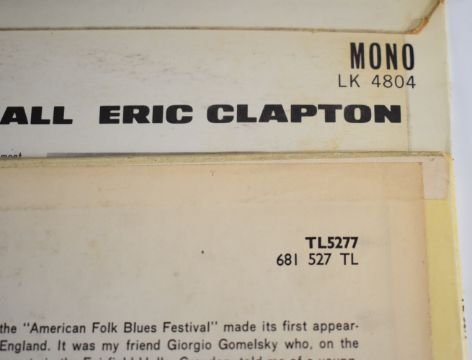 MONO
LK 4804
ALL ERIC CLAPTON
TL5277
681 527 TL
the "American Folk Blues Festival" made its first appear-
England. It was my friend Giorgio Gomelsky who, on the